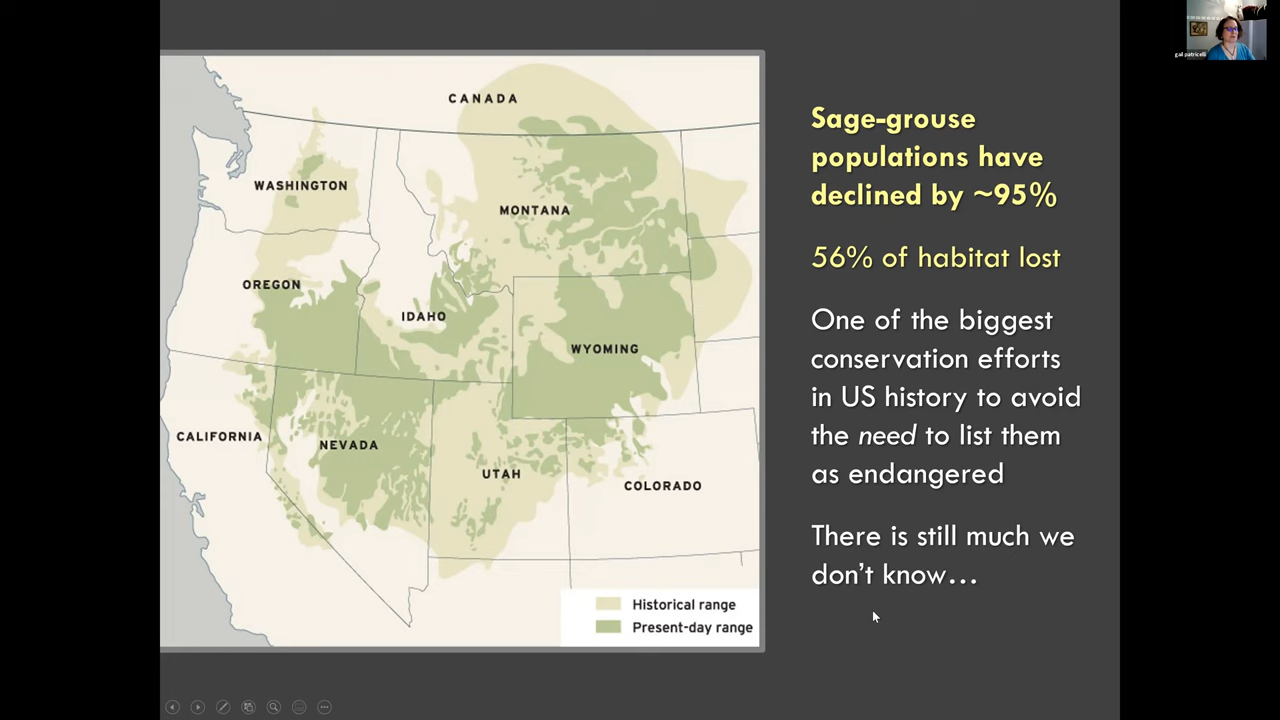 CANADA
WASHINGTON
MONTANA
OREGON
IDAHO
WYOMING
CALIFORNIA
NEVADA
UTAH
COLORADO
Historical range
Present-day range
Sage-grouse
populations have
declined by ~95%
56% of habitat lost
One of the biggest
conservation efforts
in US history to avoid
the need to list them
as endangered
There is still much we
don't know...
gail patricelli